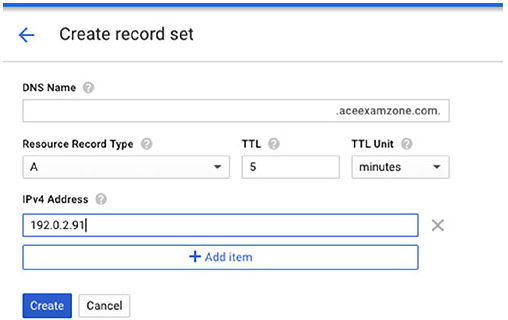 Create record set
DNS Name
.aceexamzone.com.
Resource Record Type TTL TTL Unit
A 5 minutes
IPv4 Address
192.0.2.91
+ Add item
Create Cancel